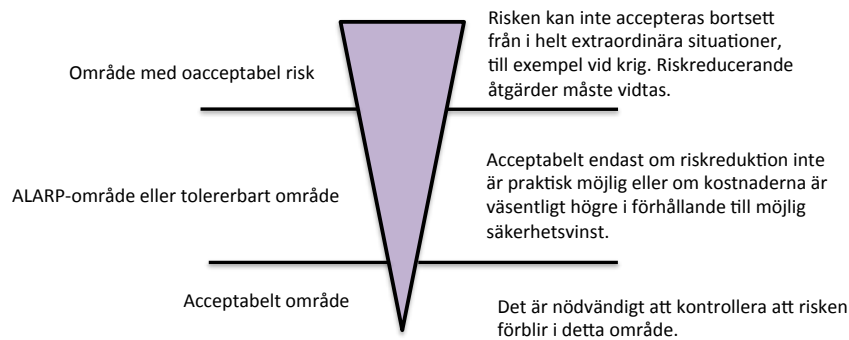 Område med oacceptabel risk
Risken kan inte accepteras bortsett
från i helt extraordinära situationer,
till exempel vid krig. Riskreducerande
åtgärder måste vidtas.
ALARP-område eller tolererbart område
Acceptabelt endast om riskreduktion inte
är praktisk möjlig eller om kostnaderna är
väsentligt högre i förhållande till möjlig
säkerhetsvinst.
Acceptabelt område
Det är nödvändigt att kontrollera att risken
förblir i detta område.